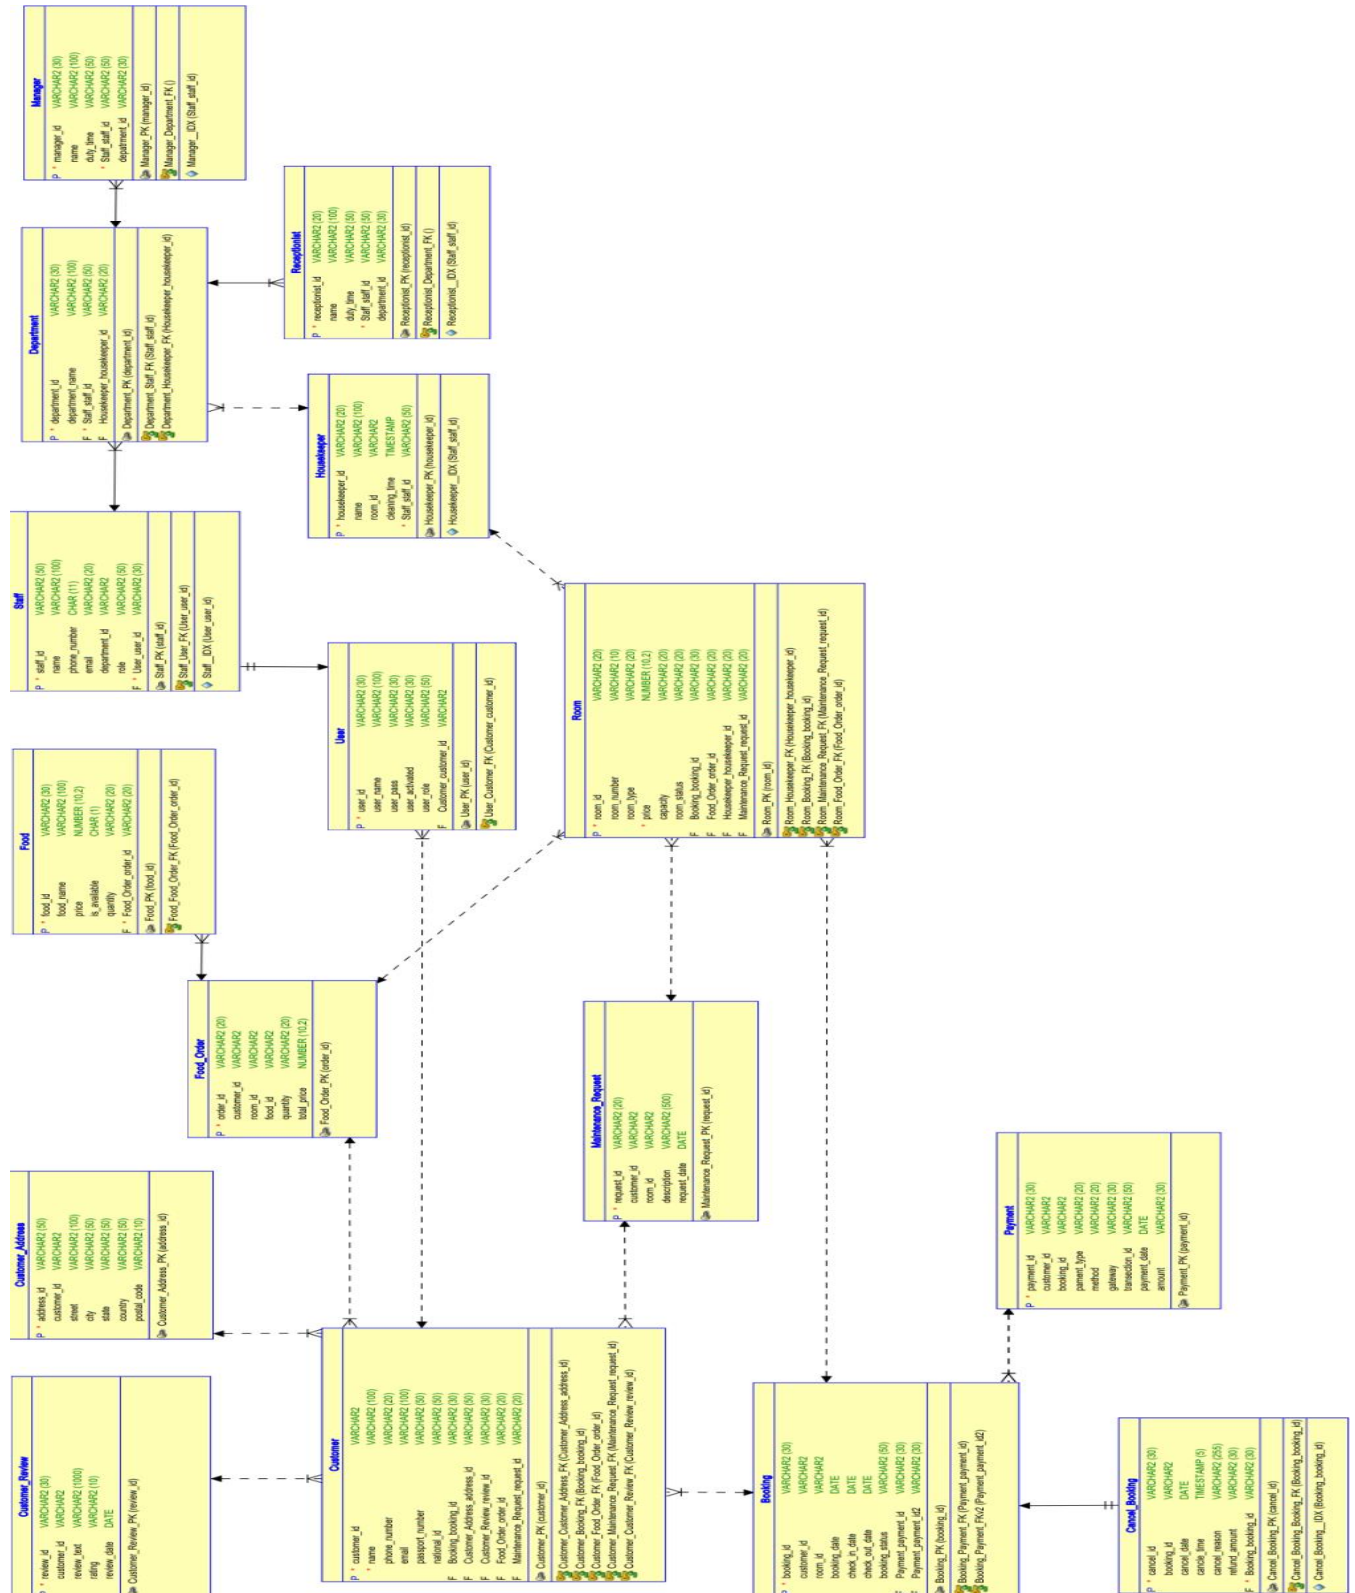 Customer_Review
P * review_id VARCHAR2 (30)
customer_id VARCHAR2
review_text VARCHAR2 (1000)
rating VARCHAR2 (10)
review_date DATE
Customer_Review_PK (review_id)
Customer_Address
P * address_id VARCHAR2 (50)
customer_id VARCHAR2
street VARCHAR2 (100)
city VARCHAR2 (50)
state VARCHAR2 (50)
country VARCHAR2 (50)
postal_code VARCHAR2 (10)
Customer_Address_PK (address_id)
Food
P * food_id VARCHAR2 (30)
food_name VARCHAR2 (100)
price NUMBER (10,2)
is_available CHAR (1)
quantity VARCHAR2 (20)
F * Food_Order_order_id VARCHAR2 (20)
Food_PK (food_id)
Food_Food_Order_FK (Food_Order_order_id)
Staff
P * staff_id VARCHAR2 (50)
name VARCHAR2 (100)
phone_number CHAR (11)
email VARCHAR2 (20)
department_id VARCHAR2
role VARCHAR2 (50)
F * User_user_id VARCHAR2 (30)
Staff_PK (staff_id)
Staff_User_FK (User_user_id)
Staff__IDX (User_user_id)
Department
P * department_id VARCHAR2 (30)
department_name VARCHAR2 (100)
F * Staff_staff_id VARCHAR2 (50)
F Housekeeper_housekeeper_id VARCHAR2 (20)
Department_PK (department_id)
Department_Staff_FK (Staff_staff_id)
Department_Housekeeper_FK (Housekeeper_housekeeper_id)
Manager
P * manager_id VARCHAR2 (30)
name VARCHAR2 (100)
duty_time VARCHAR2 (50)
* Staff_staff_id VARCHAR2 (50)
depatrment_id VARCHAR2 (30)
Manager_PK (manager_id)
Manager_Department_FK ()
Manager__IDX (Staff_staff_id)
Food_Order
P * order_id VARCHAR2 (20)
customer_id VARCHAR2
room_id VARCHAR2
food_id VARCHAR2
quantity VARCHAR2 (20)
total_price NUMBER (10,2)
Food_Order_PK (order_id)
Receptionist
P * receptionist_id VARCHAR2 (20)
name VARCHAR2 (100)
duty_time VARCHAR2 (50)
* Staff_staff_id VARCHAR2 (50)
department_id VARCHAR2 (30)
Receptionist_PK (receptionist_id)
Receptionist_Department_FK ()
Receptionist__IDX (Staff_staff_id)
Customer
P * customer_id VARCHAR2
name VARCHAR2 (100)
phone_number VARCHAR2 (20)
email VARCHAR2 (100)
passport_number VARCHAR2 (50)
national_id VARCHAR2 (50)
F Booking_booking_id VARCHAR2 (30)
F Customer_Address_address_id VARCHAR2 (50)
F Customer_Review_review_id VARCHAR2 (30)
F Food_Order_order_id VARCHAR2 (20)
F Maintenance_Request_request_id VARCHAR2 (20)
Customer_PK (customer_id)
Customer_Customer_Address_FK (Customer_Address_address_id)
Customer_Booking_FK (Booking_booking_id)
Customer_Food_Order_FK (Food_Order_order_id)
Customer_Maintenance_Request_FK (Maintenance_Request_request_id)
Customer_Customer_Review_FK (Customer_Review_review_id)
User
P * user_id VARCHAR2 (30)
user_name VARCHAR2 (100)
user_pass VARCHAR2 (30)
user_activated VARCHAR2 (30)
user_role VARCHAR2 (50)
F Customer_customer_id VARCHAR2
User_PK (user_id)
User_Customer_FK (Customer_customer_id)
Housekeeper
P * housekeeper_id VARCHAR2 (20)
name VARCHAR2 (100)
room_id VARCHAR2
cleaning_time TIMESTAMP
* Staff_staff_id VARCHAR2 (50)
Housekeeper_PK (housekeeper_id)
Housekeeper__IDX (Staff_staff_id)
Maintenance_Request
P * request_id VARCHAR2 (20)
customer_id VARCHAR2
room_id VARCHAR2
description VARCHAR2 (500)
request_date DATE
Maintenance_Request_PK (request_id)
Room
P * room_id VARCHAR2 (20)
room_number VARCHAR2 (10)
room_type VARCHAR2 (20)
* price NUMBER (10,2)
capacity VARCHAR2 (20)
room_status VARCHAR2 (20)
F Booking_booking_id VARCHAR2 (30)
F Food_Order_order_id VARCHAR2 (20)
F Housekeeper_housekeeper_id VARCHAR2 (20)
F Maintenance_Request_request_id VARCHAR2 (20)
Room_PK (room_id)
Room_Housekeeper_FK (Housekeeper_housekeeper_id)
Room_Booking_FK (Booking_booking_id)
Room_Maintenance_Request_FK (Maintenance_Request_request_id)
Room_Food_Order_FK (Food_Order_order_id)
Booking
P * booking_id VARCHAR2 (30)
customer_id VARCHAR2
room_id VARCHAR2
booking_date DATE
check_in_date DATE
check_out_date DATE
booking_status VARCHAR2 (50)
F Payment_payment_id VARCHAR2 (30)
F Payment_payment_id2 VARCHAR2 (30)
Booking_PK (booking_id)
Booking_Payment_FK (Payment_payment_id)
Booking_Payment_FKv2 (Payment_payment_id2)
Payment
P * payment_id VARCHAR2 (30)
customer_id VARCHAR2
booking_id VARCHAR2
pament_type VARCHAR2 (20)
method VARCHAR2 (20)
gateway VARCHAR2 (30)
transection_id VARCHAR2 (50)
payment_date DATE
amount VARCHAR2 (30)
Payment_PK (payment_id)
Cancel_Booking
P * cancel_id VARCHAR2 (30)
booking_id VARCHAR2
cancel_date DATE
cancle_time TIMESTAMP (5)
cancel_reason VARCHAR2 (255)
refund_amount VARCHAR2 (30)
F * Booking_booking_id VARCHAR2 (30)
Cancel_Booking_PK (cancel_id)
Cancel_Booking_Booking_FK (Booking_booking_id)
Cancel_Booking__IDX (Booking_booking_id)